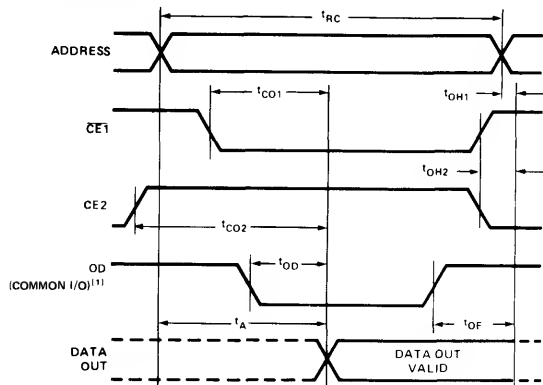 tRC
ADDRESS
tOH1
tCO1
CE1
tOH2
CE2
tCO2
OD
(COMMON I/O)[1]
tOD
tA
tOF
DATA
OUT
DATA OUT
VALID